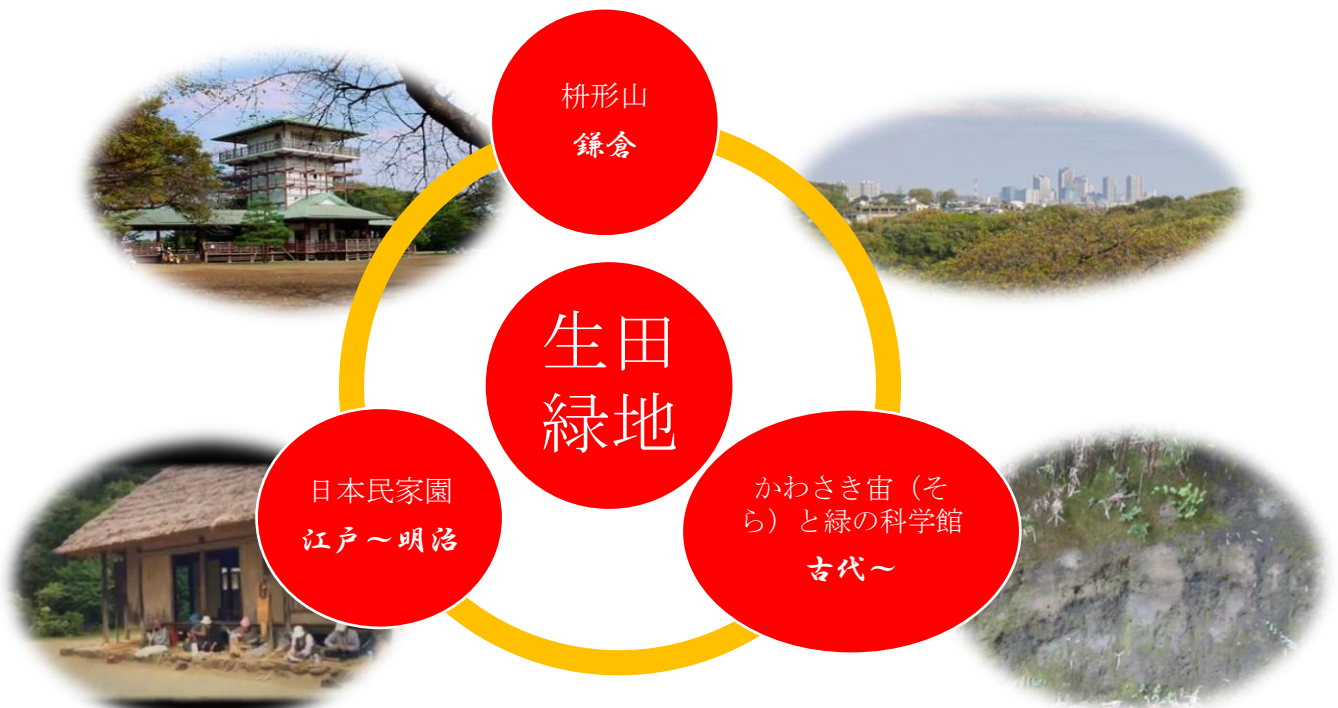 枡形山
鎌倉
生田
緑地
日本民家園
江戸～明治
かわさき宙（そ
ら）と緑の科学館
古代～